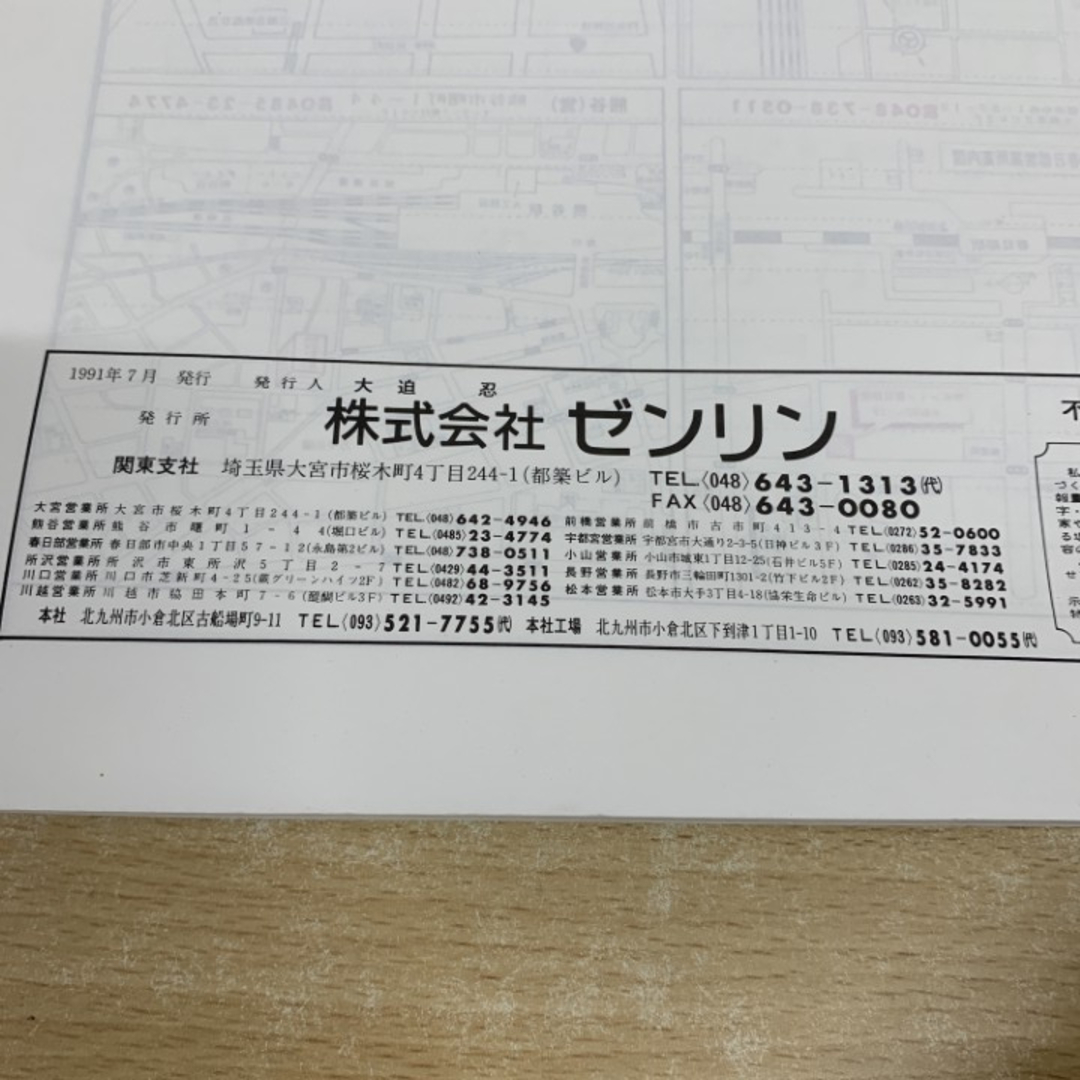 1991年7月 発行 発行人 大迫 忍
発行所 株式会社 ゼンリン
関東支社 埼玉県大宮市桜木町4丁目244-1(都築ビル) TEL〈048〉643-1313(代)
FAX〈048〉643-0080
大宮営業所 大宮市桜木町4丁目244-1(都築ビル) TEL〈048〉642-4946
熊谷営業所 熊谷市曙町1-44(堀口ビル) TEL〈0485〉23-4774
春日部営業所 春日部市中央1丁目57-12(永島第2ビル) TEL〈048〉738-0511
所沢営業所 所沢市東所沢5丁目2-7 TEL〈0429〉44-3511
川口営業所 川口市芝新町4-25(蕨グリーンハイツ2F) TEL〈0482〉68-9756
川越営業所 川越市脇田本町7-6(醍醐ビル3F) TEL〈0492〉42-3145
前橋営業所 前橋市古市町413-4 TEL〈0272〉52-0600
宇都宮営業所 宇都宮市大通り2-3-5(日神ビル3F) TEL〈0286〉35-7833
小山営業所 小山市城東1丁目12-25(石井ビル5F) TEL〈0285〉24-4174
長野営業所 長野市三輪田町1301-2(竹下ビル2F) TEL〈0262〉35-8282
松本営業所 松本市大手3丁目4-18(協栄生命ビル) TEL〈0263〉32-5991
本社 北九州市小倉北区古船場町9-11 TEL〈093〉521-7755(代) 本社工場 北九州市小倉北区下到津1丁目1-10 TEL〈093〉581-0055(代)